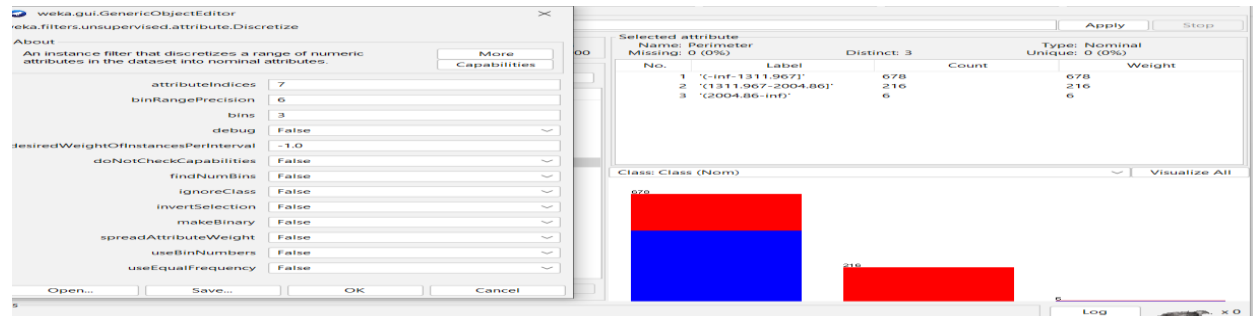 weka.gui.GenericObjectEditor
weka.filters.unsupervised.attribute.Discretize
About
An instance filter that discretizes a range of numeric
attributes in the dataset into nominal attributes.
More
Capabilities
attributeIndices 7
binRangePrecision 6
bins 3
debug False
desiredWeightOfInstancesPerInterval -1.0
doNotCheckCapabilities False
findNumBins False
ignoreClass False
invertSelection False
makeBinary False
spreadAttributeWeight False
useBinNumbers False
useEqualFrequency False
Open... Save... OK Cancel
Apply Stop
Selected attribute
Name: Perimeter Type: Nominal
Missing: 0 (0%) Distinct: 3 Unique: 0 (0%)
No. Label Count Weight
1 '(-inf-1311.967]' 678 678
2 '(1311.967-2004.86]' 216 216
3 '(2004.86-inf)' 6 6
Class: Class (Nom) Visualize All
678
216
6
Log x 0